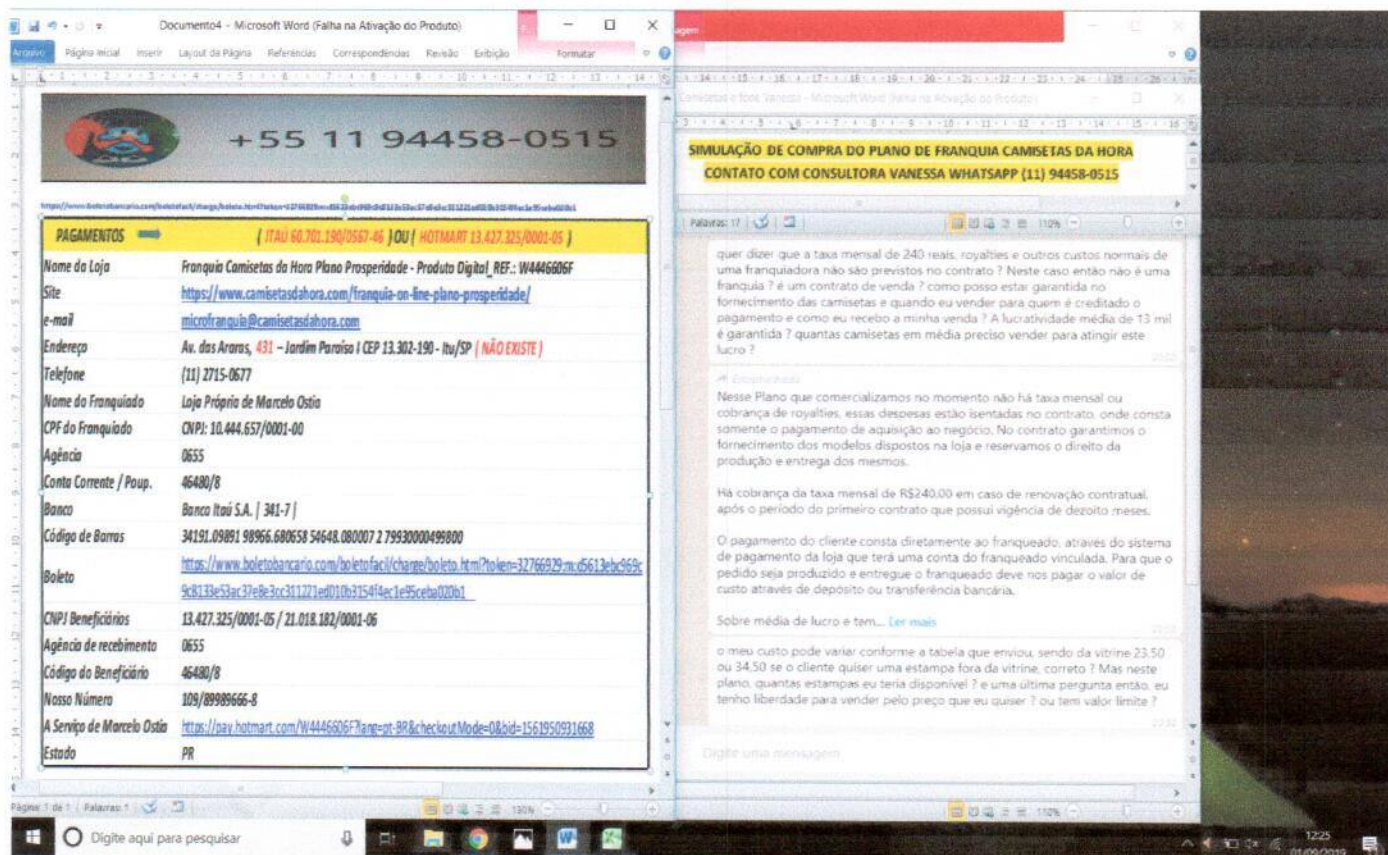 Documento4 - Microsoft Word (Falha na Ativação do Produto)
Arquivo Página Inicial Inserir Layout da Página Referências Correspondências Revisão Exibição Formatar
+55 11 94458-0515
PAGAMENTOS ( ITAÚ 60.701.190/0567-46 ) OU ( HOTMART 13.427.325/0001-05 )
Nome da Loja Franquia Camisetas da Hora Plano Prosperidade - Produto Digital_REF.: W4446606F
Site https://www.camisetasdahora.com/franquia-on-line-plano-prosperidade/
e-mail microfranquia@camisetasdahora.com
Endereço Av. das Araras, 431 – Jardim Paraíso I CEP 13.302-190 - Itu/SP ( NÃO EXISTE )
Telefone (11) 2715-0677
Nome do Franquiado Loja Própria de Marcelo Ostia
CPF do Franquiado CNPJ: 10.444.657/0001-00
Agência 0655
Conta Corrente / Poup. 46480/8
Banco Banco Itaú S.A. | 341-7 |
Código de Barras 34191.09891 98966.680658 54648.080007 2 79930000499800
Boleto https://www.boletobancario.com/boletofacil/charge/boleto.html?token=32766929:m:d5613ebc969c
9c8133e53ac37e8e3cc311221ed010b3154f4ec1e95ceba020b1
CNPJ Beneficiários 13.427.325/0001-05 / 21.018.182/0001-06
Agência de recebimento 0655
Código do Beneficiário 46480/8
Nosso Número 109/89989666-8
A Serviço de Marcelo Ostia https://pay.hotmart.com/W4446606F?lang=pt-BR&checkoutMode=0&bid=1561950931668
Estado PR
Página: 1 de 1 Palavras: 1 130%
Camisetas e fone Vanessa - Microsoft Word (Falha na Ativação do Produto)
SIMULAÇÃO DE COMPRA DO PLANO DE FRANQUIA CAMISETAS DA HORA
CONTATO COM CONSULTORA VANESSA WHATSAPP (11) 94458-0515
Palavras: 17 110%
quer dizer que a taxa mensal de 240 reais, royalties e outros custos normais de
uma franquiadora não são previstos no contrato ? Neste caso então não é uma
franquia ? é um contrato de venda ? como posso estar garantida no
fornecimento das camisetas e quando eu vender para quem é creditado o
pagamento e como eu recebo a minha venda ? A lucratividade média de 13 mil
é garantida ? quantas camisetas em média preciso vender para atingir este
lucro ?
Encaminhada
Nesse Plano que comercializamos no momento não há taxa mensal ou
cobrança de royalties, essas despesas estão isentadas no contrato, onde consta
somente o pagamento de aquisição ao negócio. No contrato garantimos o
fornecimento dos modelos dispostos na loja e reservamos o direito da
produção e entrega dos mesmos.
Há cobrança da taxa mensal de R$240,00 em caso de renovação contratual,
após o período do primeiro contrato que possui vigência de dezoito meses.
O pagamento do cliente consta diretamente ao franqueado, através do sistema
de pagamento da loja que terá uma conta do franqueado vinculada. Para que o
pedido seja produzido e entregue o franqueado deve nos pagar o valor de
custo através de depósito ou transferência bancária.
Sobre média de lucro e tem... Ler mais
o meu custo pode variar conforme a tabela que enviou, sendo da vitrine 23,50
ou 34,50 se o cliente quiser uma estampa fora da vitrine, correto ? Mas neste
plano, quantas estampas eu teria disponível ? e uma última pergunta então, eu
tenho liberdade para vender pelo preço que eu quiser ? ou tem valor limite ?
Digite uma mensagem
110%
Digite aqui para pesquisar
12:25
01/09/2019